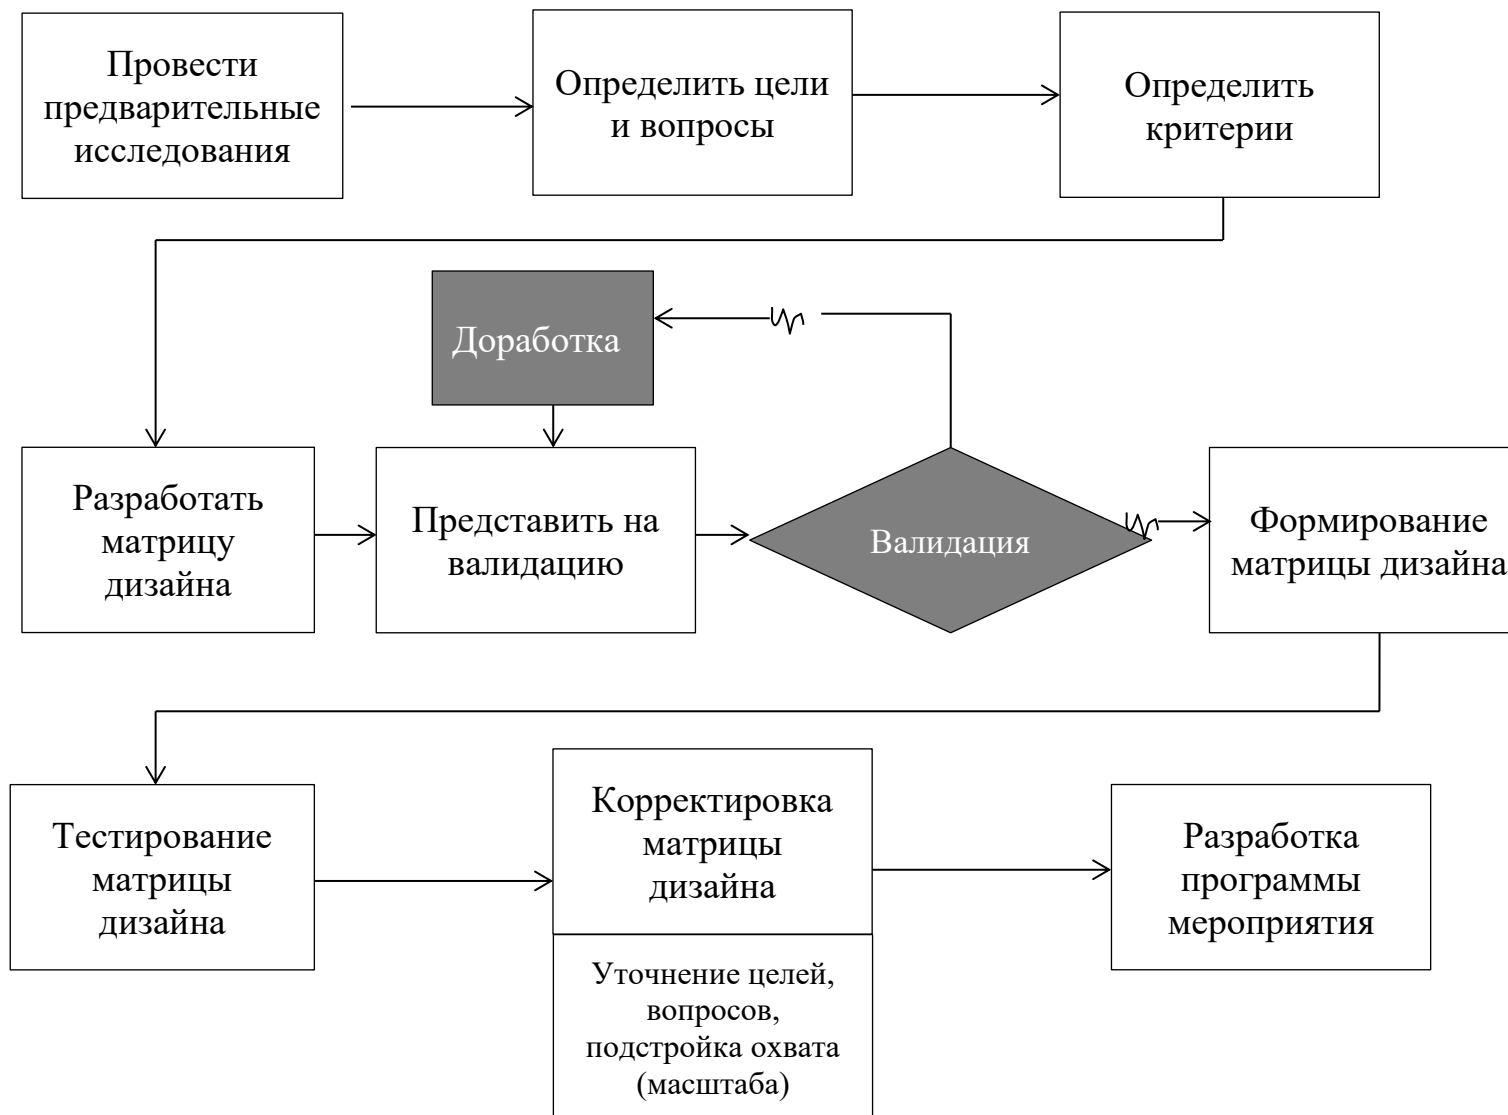 Провести
предварительные
исследования
Определить цели
и вопросы
Определить
критерии
Доработка
Разработать
матрицу
дизайна
Представить на
валидацию
Валидация
Формирование
матрицы дизайна
Тестирование
матрицы
дизайна
Корректировка
матрицы
дизайна
Уточнение целей,
вопросов,
подстройка охвата
(масштаба)
Разработка
программы
мероприятия